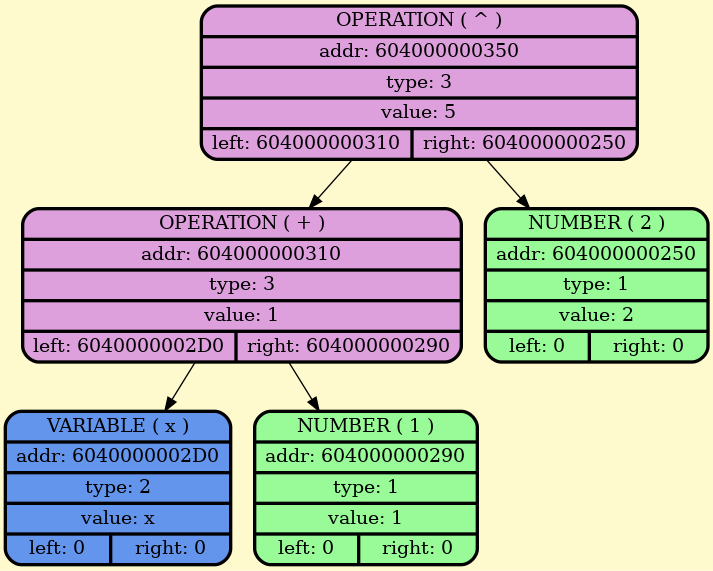 OPERATION ( ^ )
addr: 604000000350
type: 3
value: 5
left: 604000000310 right: 604000000250
OPERATION ( + )
addr: 604000000310
type: 3
value: 1
left: 6040000002D0 right: 604000000290
NUMBER ( 2 )
addr: 604000000250
type: 1
value: 2
left: 0 right: 0
VARIABLE ( x )
addr: 6040000002D0
type: 2
value: x
left: 0 right: 0
NUMBER ( 1 )
addr: 604000000290
type: 1
value: 1
left: 0 right: 0